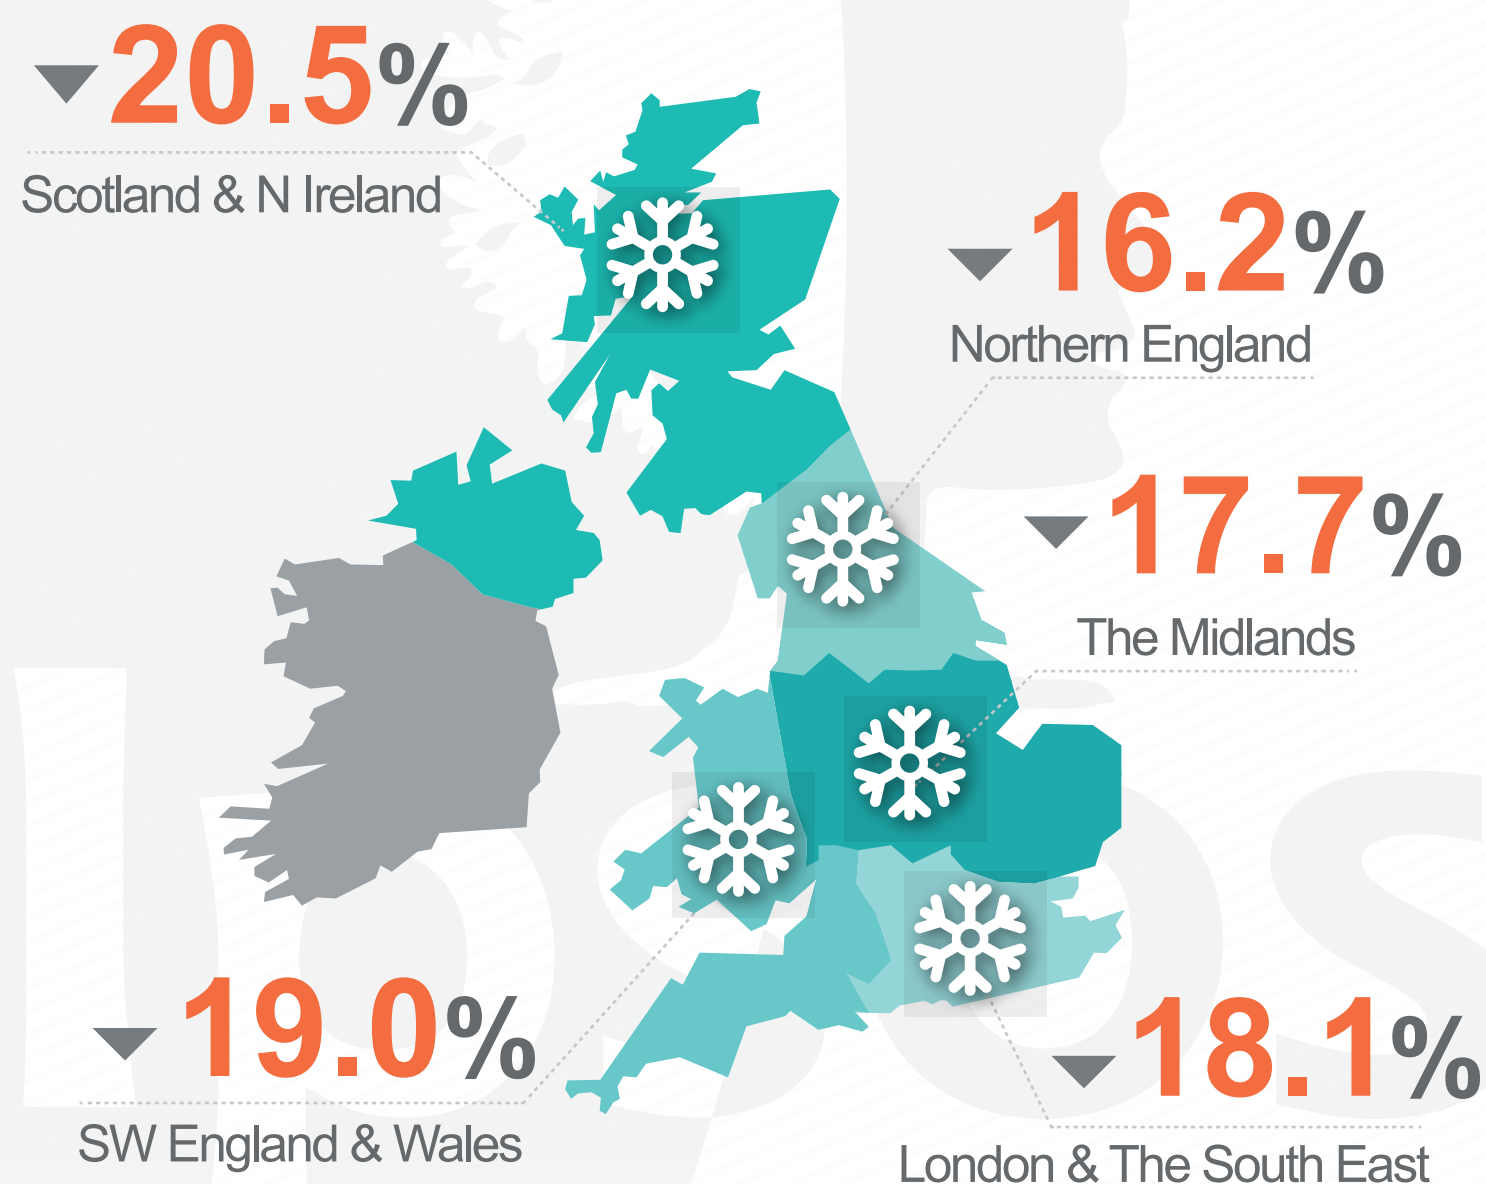 ▼20.5%
Scotland & N Ireland
▼16.2%
Northern England
▼17.7%
The Midlands
▼19.0%
SW England & Wales
▼18.1%
London & The South East
Ipsos